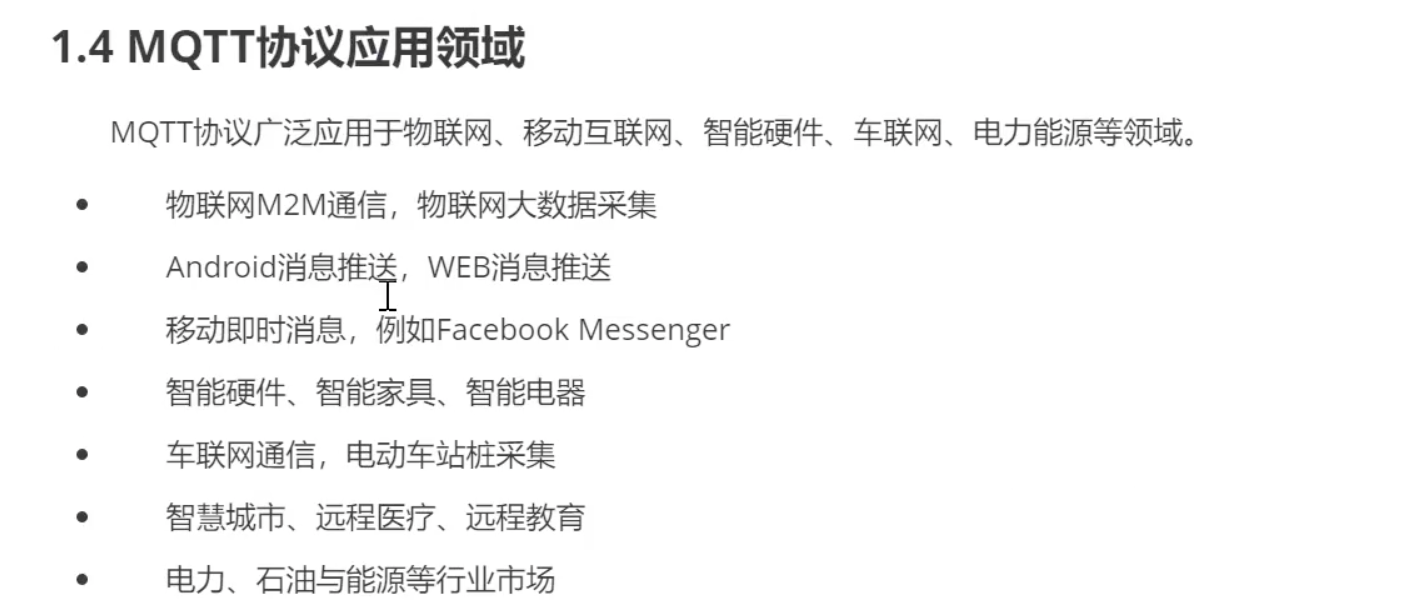 1.4 MQTT协议应用领域
MQTT协议广泛应用于物联网、移动互联网、智能硬件、车联网、电力能源等领域。
物联网M2M通信，物联网大数据采集
Android消息推送，WEB消息推送
移动即时消息，例如Facebook Messenger
智能硬件、智能家具、智能电器
车联网通信，电动车站桩采集
智慧城市、远程医疗、远程教育
电力、石油与能源等行业市场